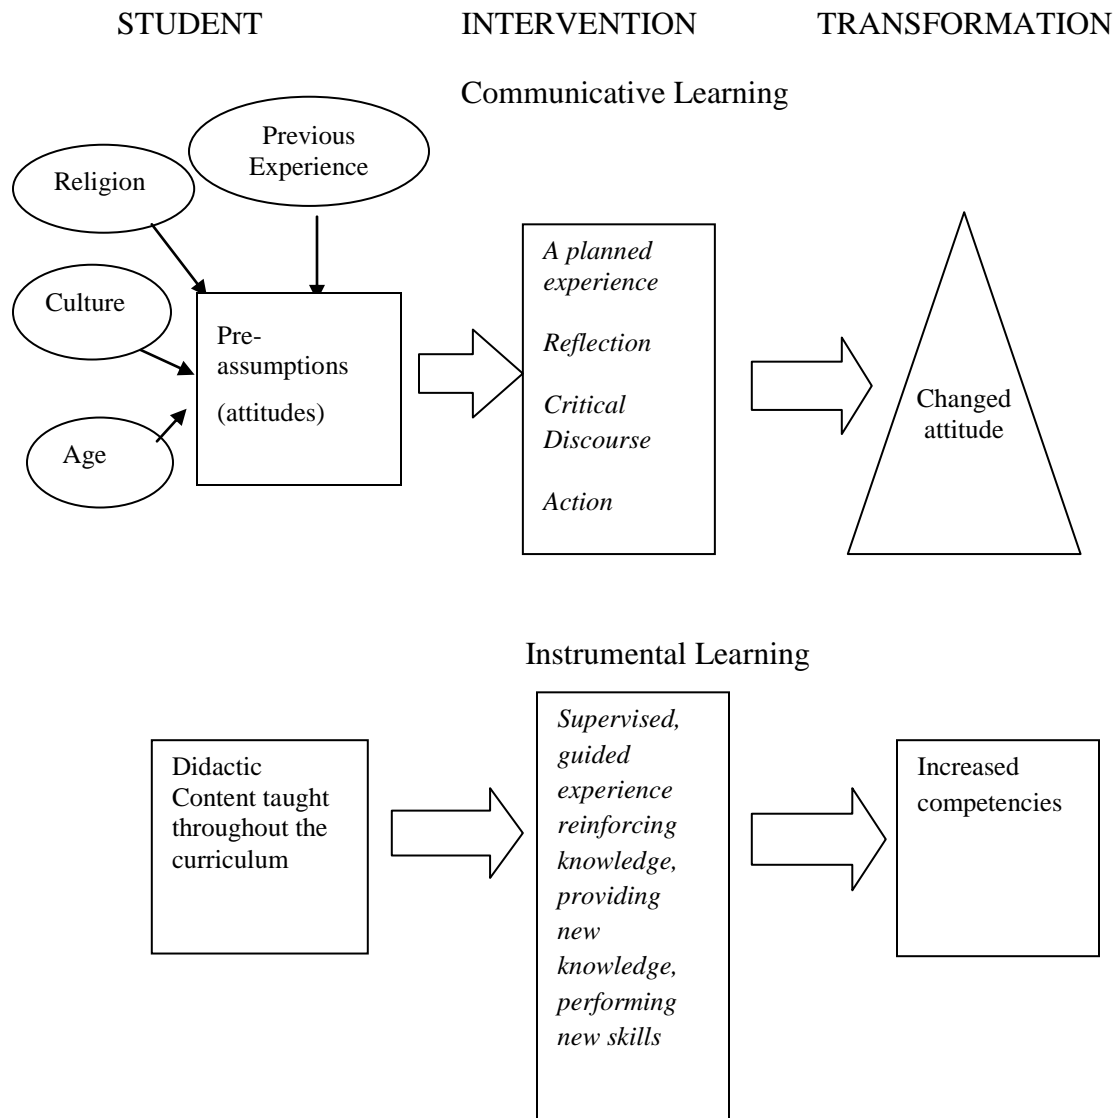 STUDENT INTERVENTION TRANSFORMATION
Communicative Learning
Previous
Experience
Religion
Culture
Age
Pre-
assumptions
(attitudes)
A planned
experience
Reflection
Critical
Discourse
Action
Changed
attitude
Instrumental Learning
Didactic
Content taught
throughout the
curriculum
Supervised,
guided
experience
reinforcing
knowledge,
providing
new
knowledge,
performing
new skills
Increased
competencies